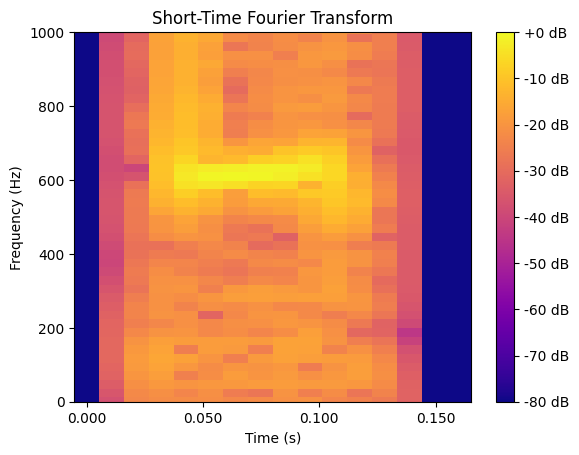 Short-Time Fourier Transform
Frequency (Hz)
1000
800
600
400
200
0
0.000
0.050
0.100
0.150
Time (s)
+0 dB
-10 dB
-20 dB
-30 dB
-40 dB
-50 dB
-60 dB
-70 dB
-80 dB